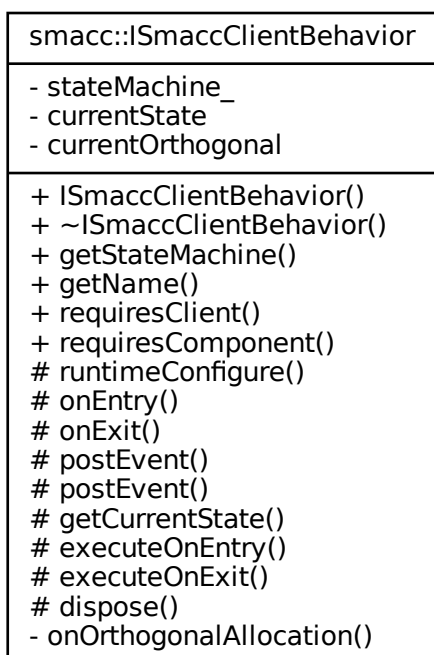 smacc::ISmaccClientBehavior
- stateMachine_
- currentState
- currentOrthogonal
+ ISmaccClientBehavior()
+ ~ISmaccClientBehavior()
+ getStateMachine()
+ getName()
+ requiresClient()
+ requiresComponent()
# runtimeConfigure()
# onEntry()
# onExit()
# postEvent()
# postEvent()
# getCurrentState()
# executeOnEntry()
# executeOnExit()
# dispose()
- onOrthogonalAllocation()